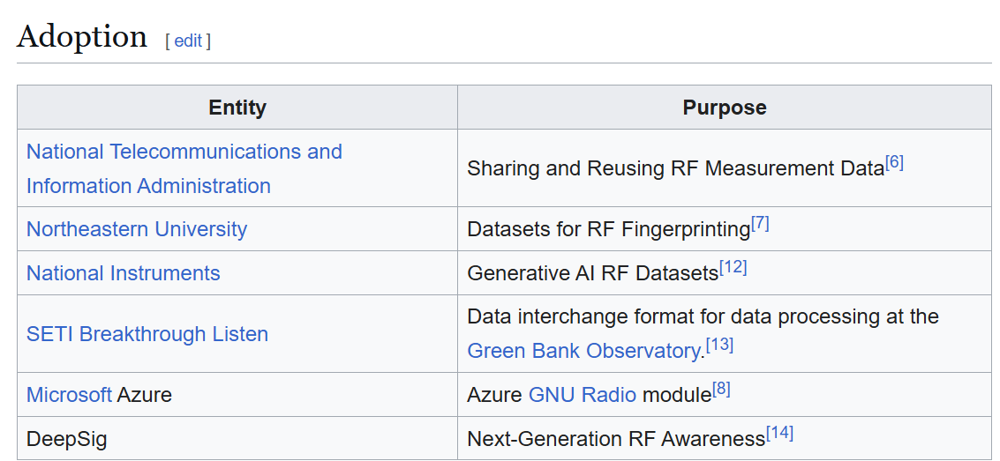 Adoption [ edit ]
Entity Purpose
National Telecommunications and
Information Administration
Sharing and Reusing RF Measurement Data[6]
Northeastern University Datasets for RF Fingerprinting[7]
National Instruments Generative AI RF Datasets[12]
SETI Breakthrough Listen
Data interchange format for data processing at the
Green Bank Observatory.[13]
Microsoft Azure Azure GNU Radio module[8]
DeepSig Next-Generation RF Awareness[14]